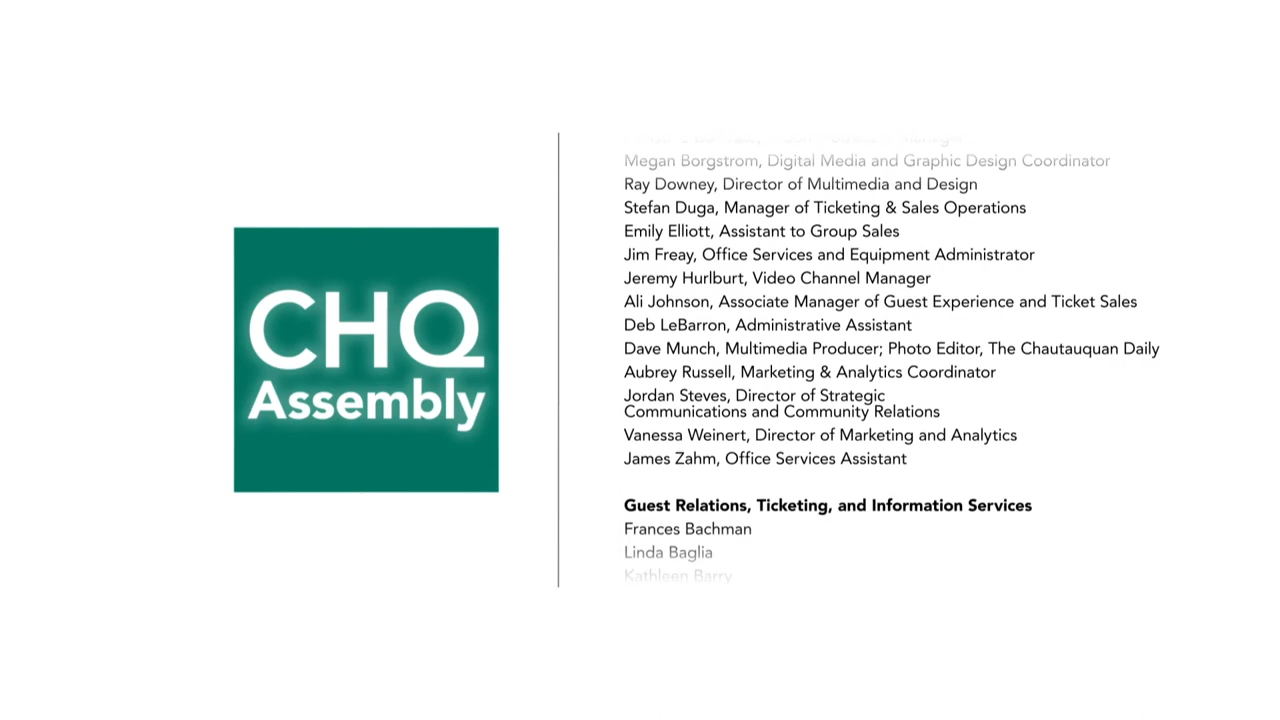 CHQ
Assembly
Megan Borgstrom, Digital Media and Graphic Design Coordinator
Ray Downey, Director of Multimedia and Design
Stefan Duga, Manager of Ticketing & Sales Operations
Emily Elliott, Assistant to Group Sales
Jim Freay, Office Services and Equipment Administrator
Jeremy Hurlburt, Video Channel Manager
Ali Johnson, Associate Manager of Guest Experience and Ticket Sales
Deb LeBarron, Administrative Assistant
Dave Munch, Multimedia Producer; Photo Editor, The Chautauquan Daily
Aubrey Russell, Marketing & Analytics Coordinator
Jordan Steves, Director of Strategic
Communications and Community Relations
Vanessa Weinert, Director of Marketing and Analytics
James Zahm, Office Services Assistant
Guest Relations, Ticketing, and Information Services
Frances Bachman
Linda Baglia
Kathleen Barry